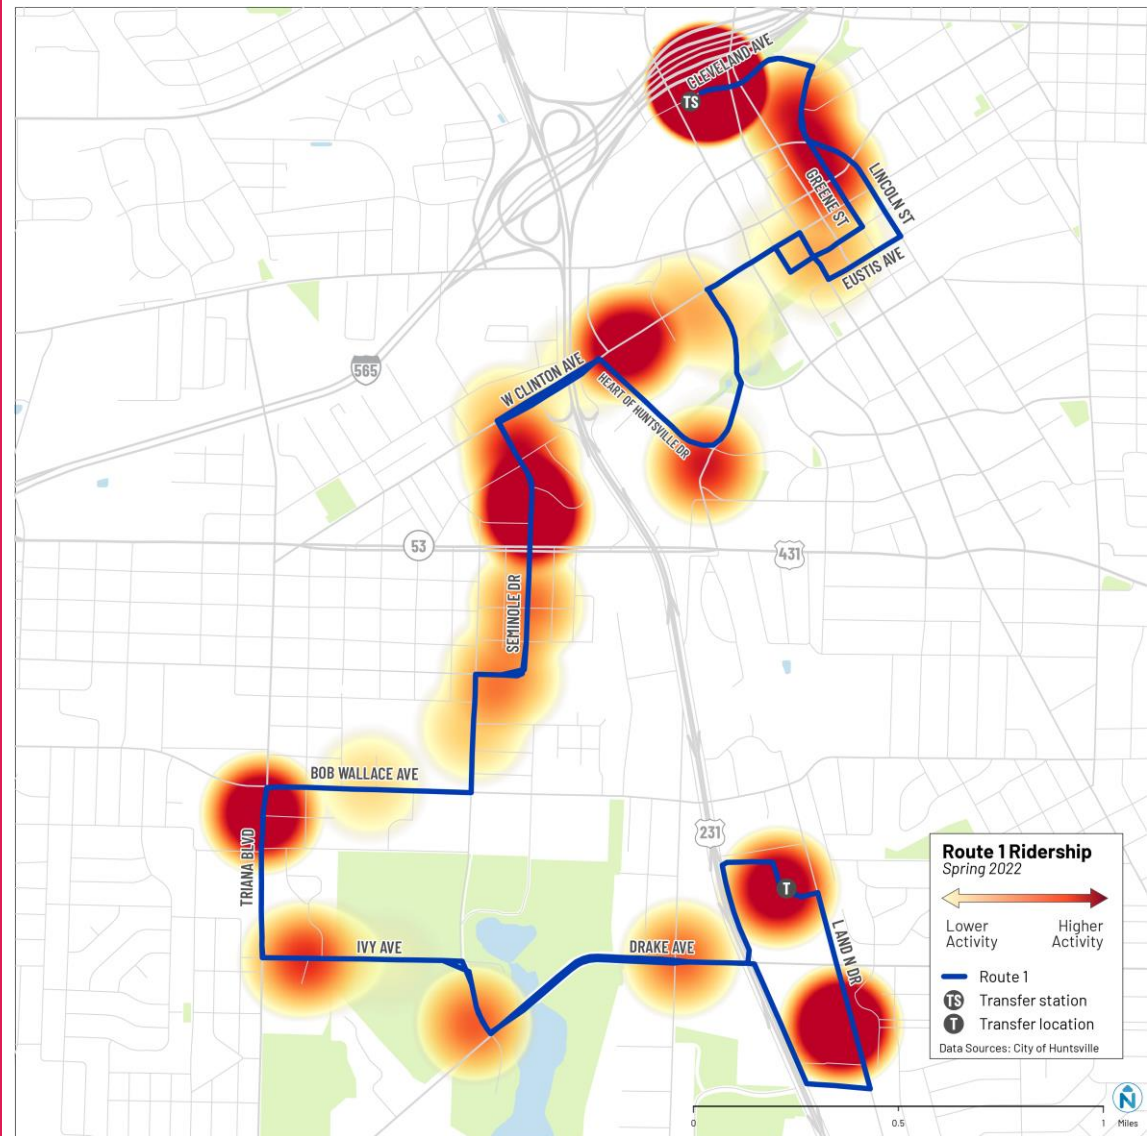 CLEVELAND AVE
TS
LINCOLN ST
GREENE ST
EUSTIS AVE
565
W CLINTON AVE
HEART OF HUNTSVILLE DR
53
431
SEMINOLE DR
BOB WALLACE AVE
231
TRIANA BLVD
T
IVY AVE
DRAKE AVE
L AND N DR
Route 1 Ridership
Spring 2022
Lower Activity
Higher Activity
Route 1
TS Transfer station
T Transfer location
Data Sources: City of Huntsville
N
0 0.5 1 Miles